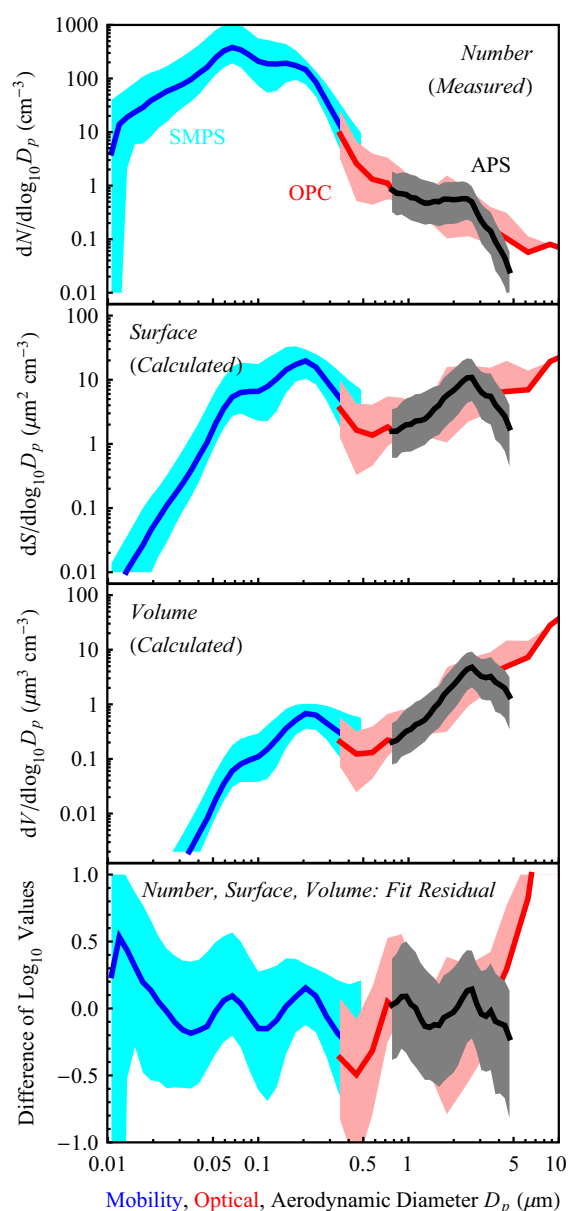 1000
100
10
1
0.1
0.01
dN/dlog₁₀Dₚ (cm⁻³)
Number
(Measured)
SMPS
OPC
APS
100
10
1
0.1
0.01
dS/dlog₁₀Dₚ (μm² cm⁻³)
Surface
(Calculated)
100
10
1
0.1
0.01
dV/dlog₁₀Dₚ (μm³ cm⁻³)
Volume
(Calculated)
1.0
0.5
0.0
−0.5
−1.0
Difference of Log₁₀ Values
Number, Surface, Volume: Fit Residual
0.01 0.05 0.1 0.5 1 5 10
Mobility, Optical, Aerodynamic Diameter Dₚ (μm)